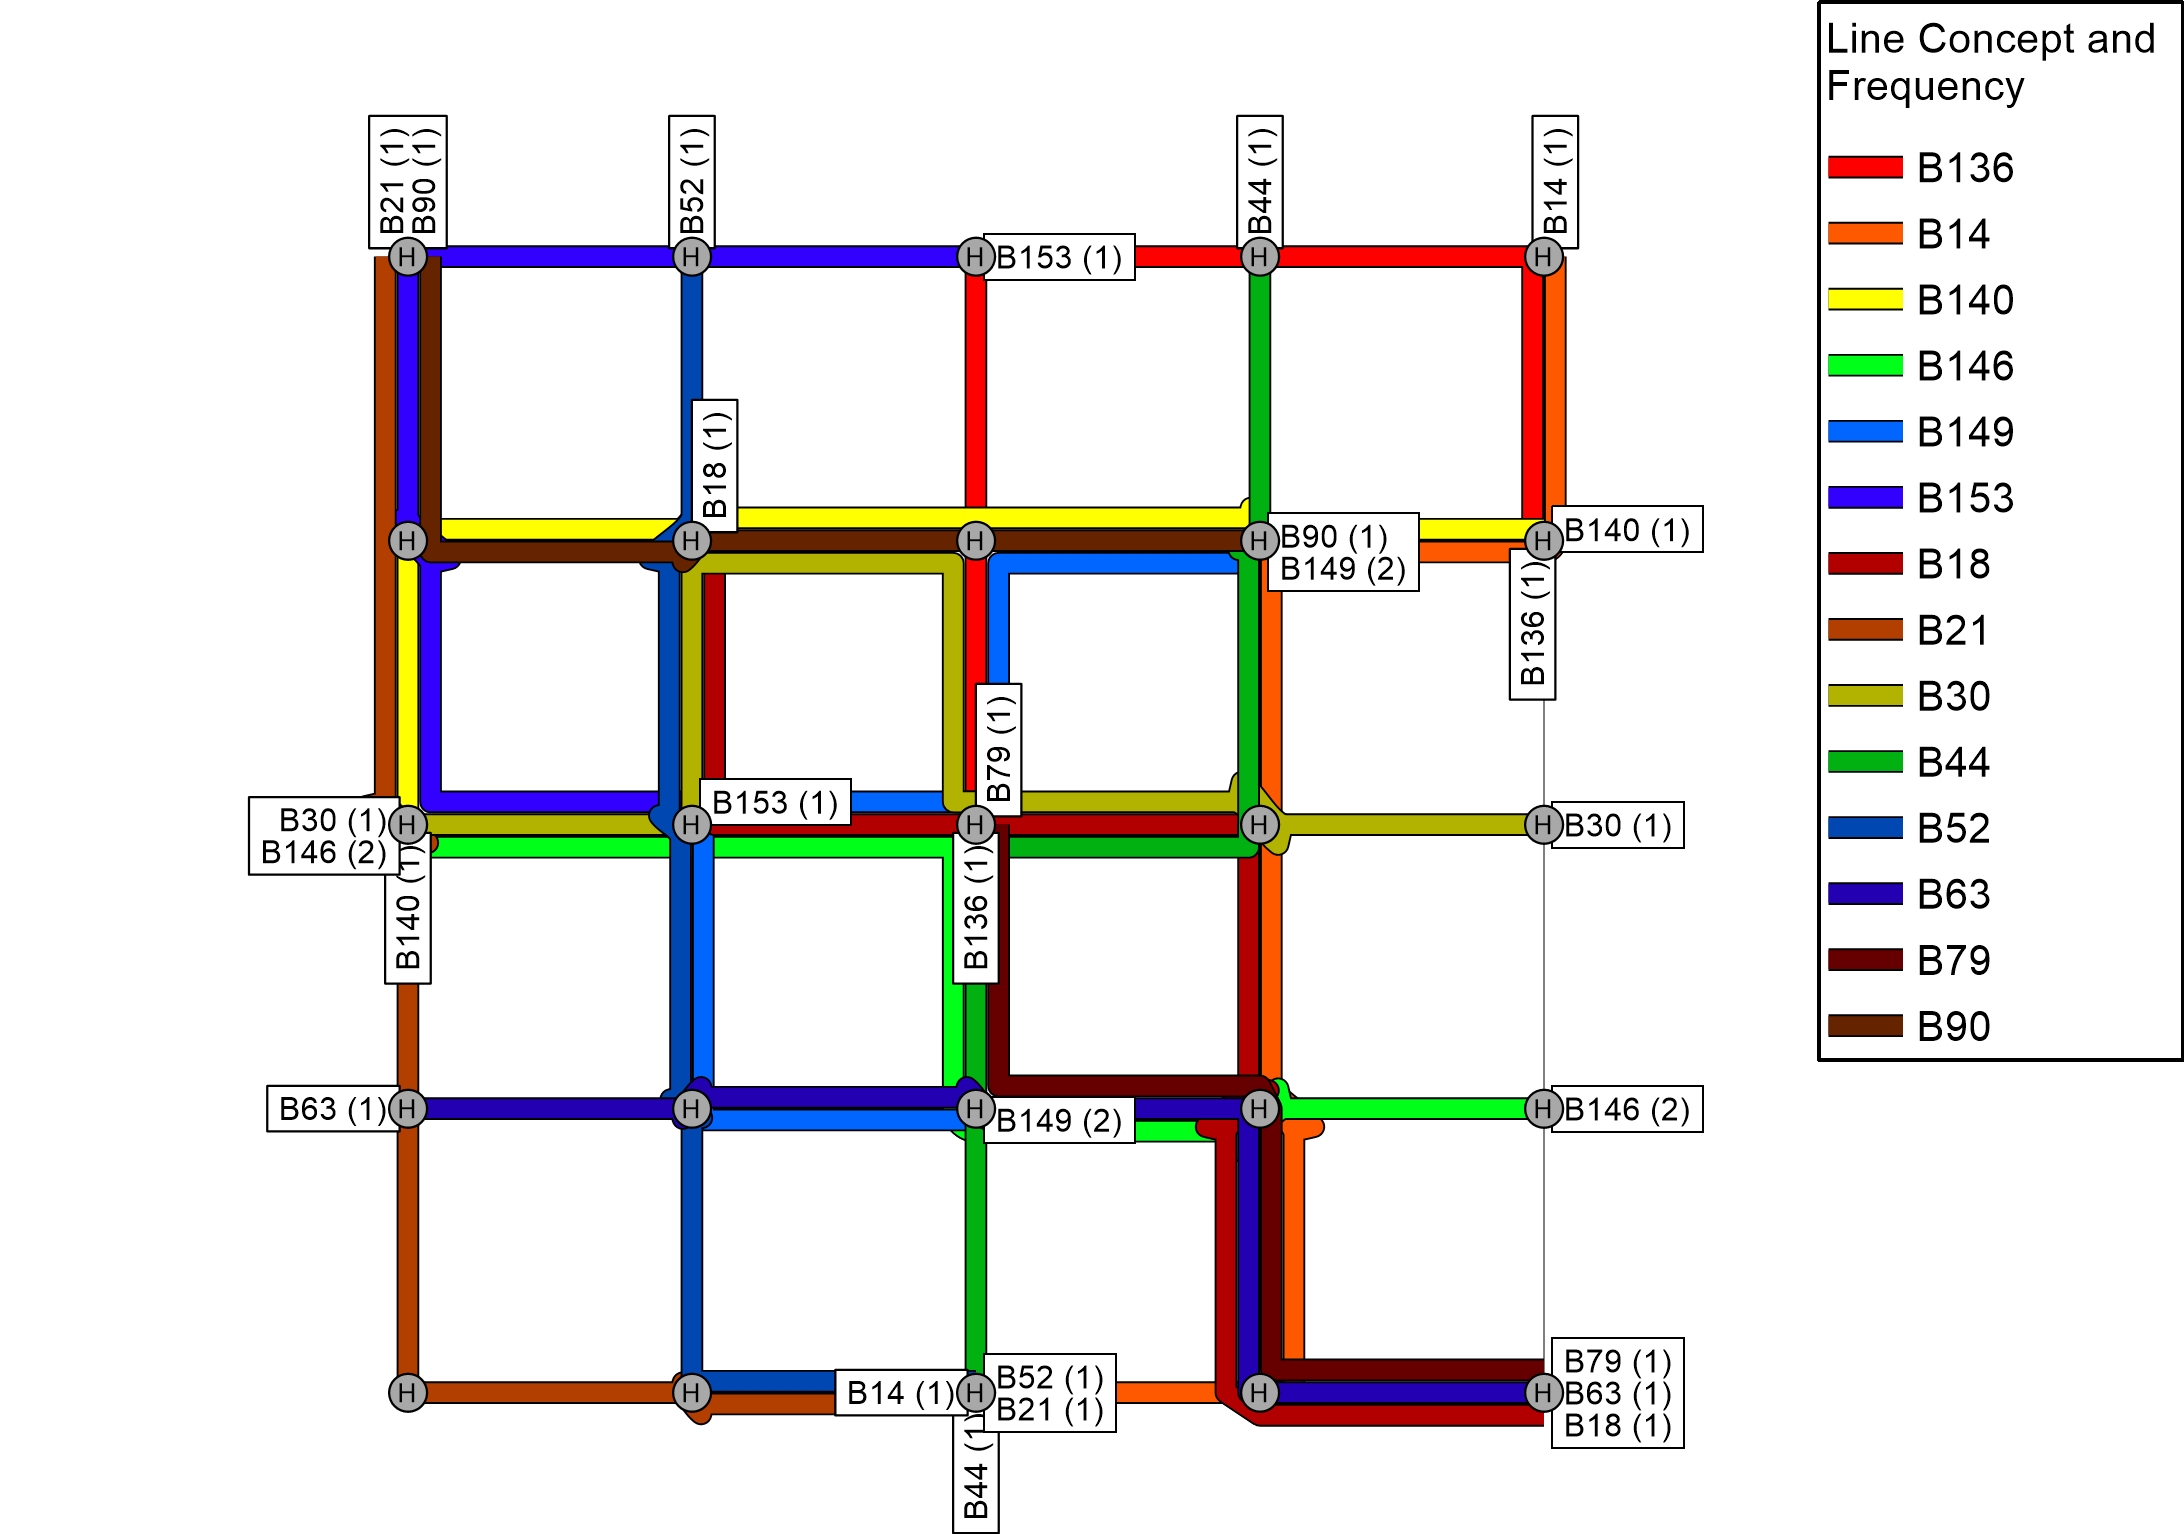 Line Concept and
Frequency
B136
B14
B140
B146
B149
B153
B18
B21
B30
B44
B52
B63
B79
B90
B21 (1)
B90 (1)
B52 (1)
B44 (1)
B14 (1)
H
H
H
B153 (1)
H
H
B18 (1)
H
H
H
H
B90 (1)
B149 (2)
H
B140 (1)
B136 (1)
B79 (1)
B30 (1)
B146 (2)
H
H
B153 (1)
H
H
H
B30 (1)
B140 (1)
B136 (1)
B63 (1)
H
H
H
B149 (2)
H
H
B146 (2)
H
H
B14 (1)
H
B52 (1)
B21 (1)
H
H
B79 (1)
B63 (1)
B18 (1)
B44 (1)